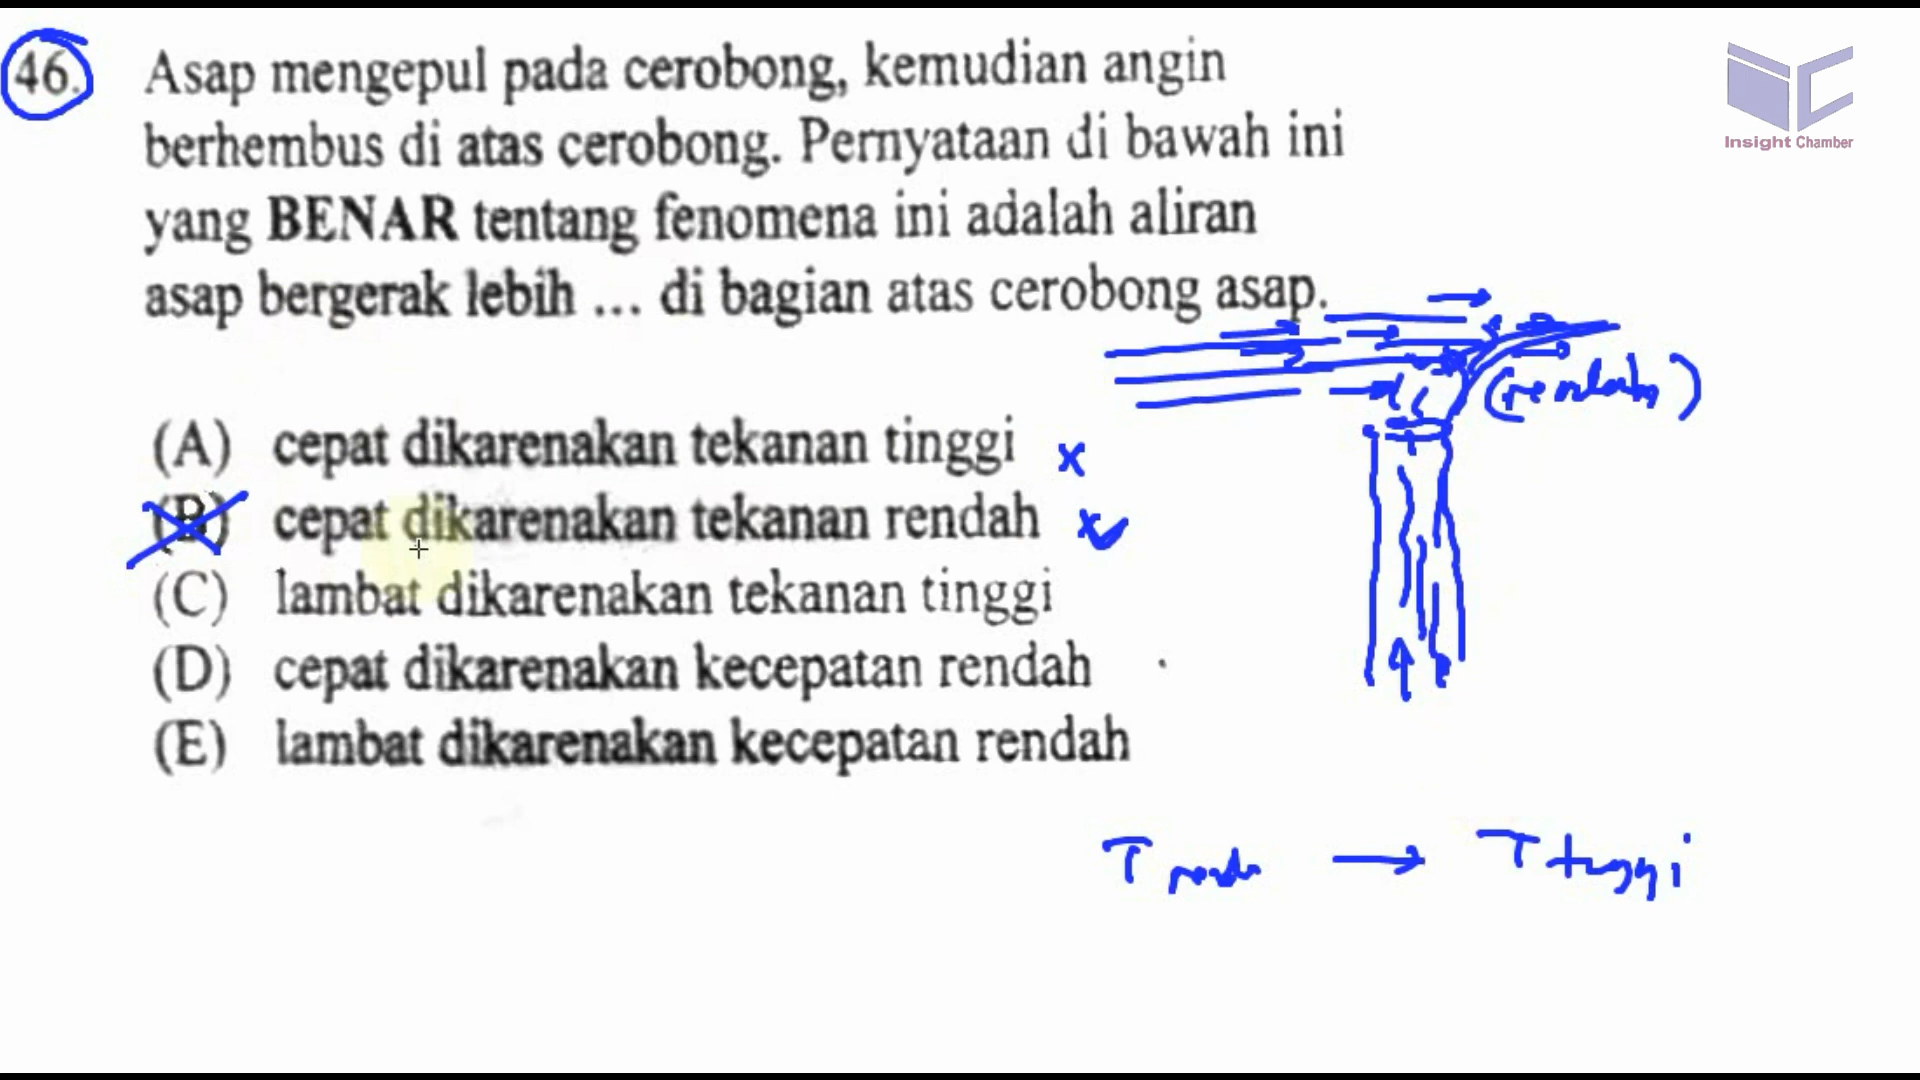 46. Asap mengepul pada cerobong, kemudian angin
berhembus di atas cerobong. Pernyataan di bawah ini
yang BENAR tentang fenomena ini adalah aliran
asap bergerak lebih ... di bagian atas cerobong asap.
(A) cepat dikarenakan tekanan tinggi x
(B) cepat dikarenakan tekanan rendah
(C) lambat dikarenakan tekanan tinggi
(D) cepat dikarenakan kecepatan rendah
(E) lambat dikarenakan kecepatan rendah
Insight Chamber
(rendah)
T → T tinggi